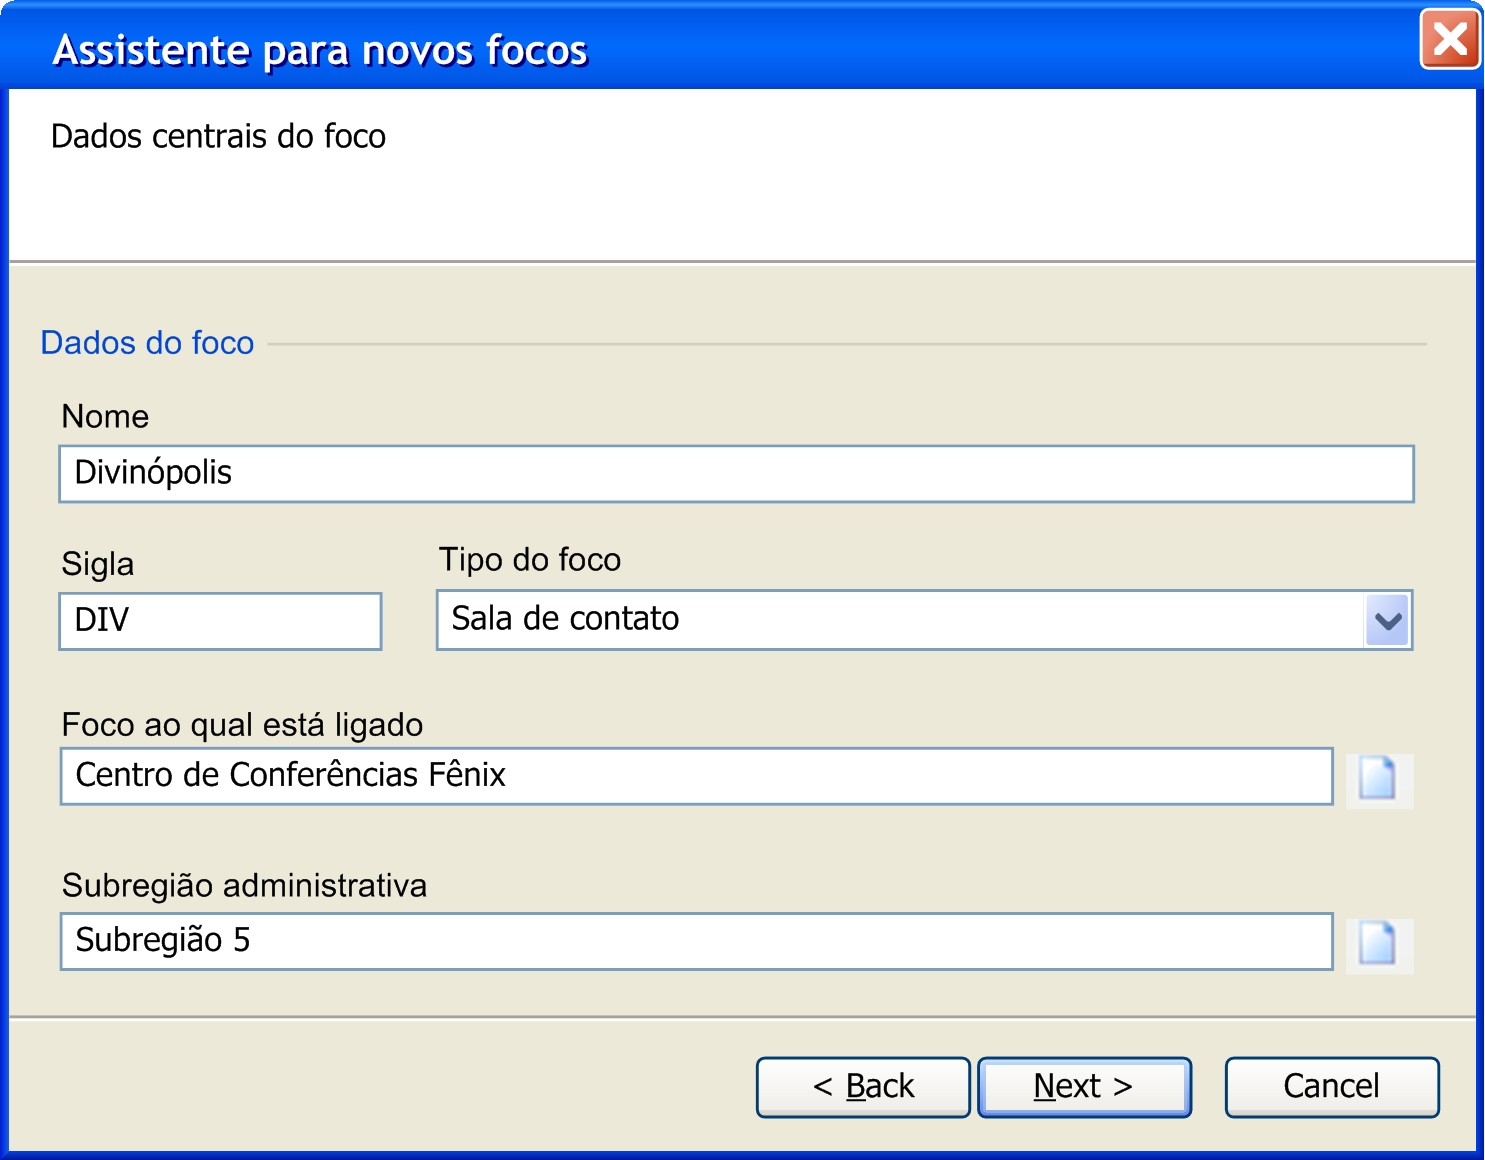 Assistente para novos focos
Dados centrais do foco
Dados do foco
Nome
Divinópolis
Sigla
Tipo do foco
DIV
Sala de contato
Foco ao qual está ligado
Centro de Conferências Fênix
Subregião administrativa
Subregião 5
< Back
Next >
Cancel